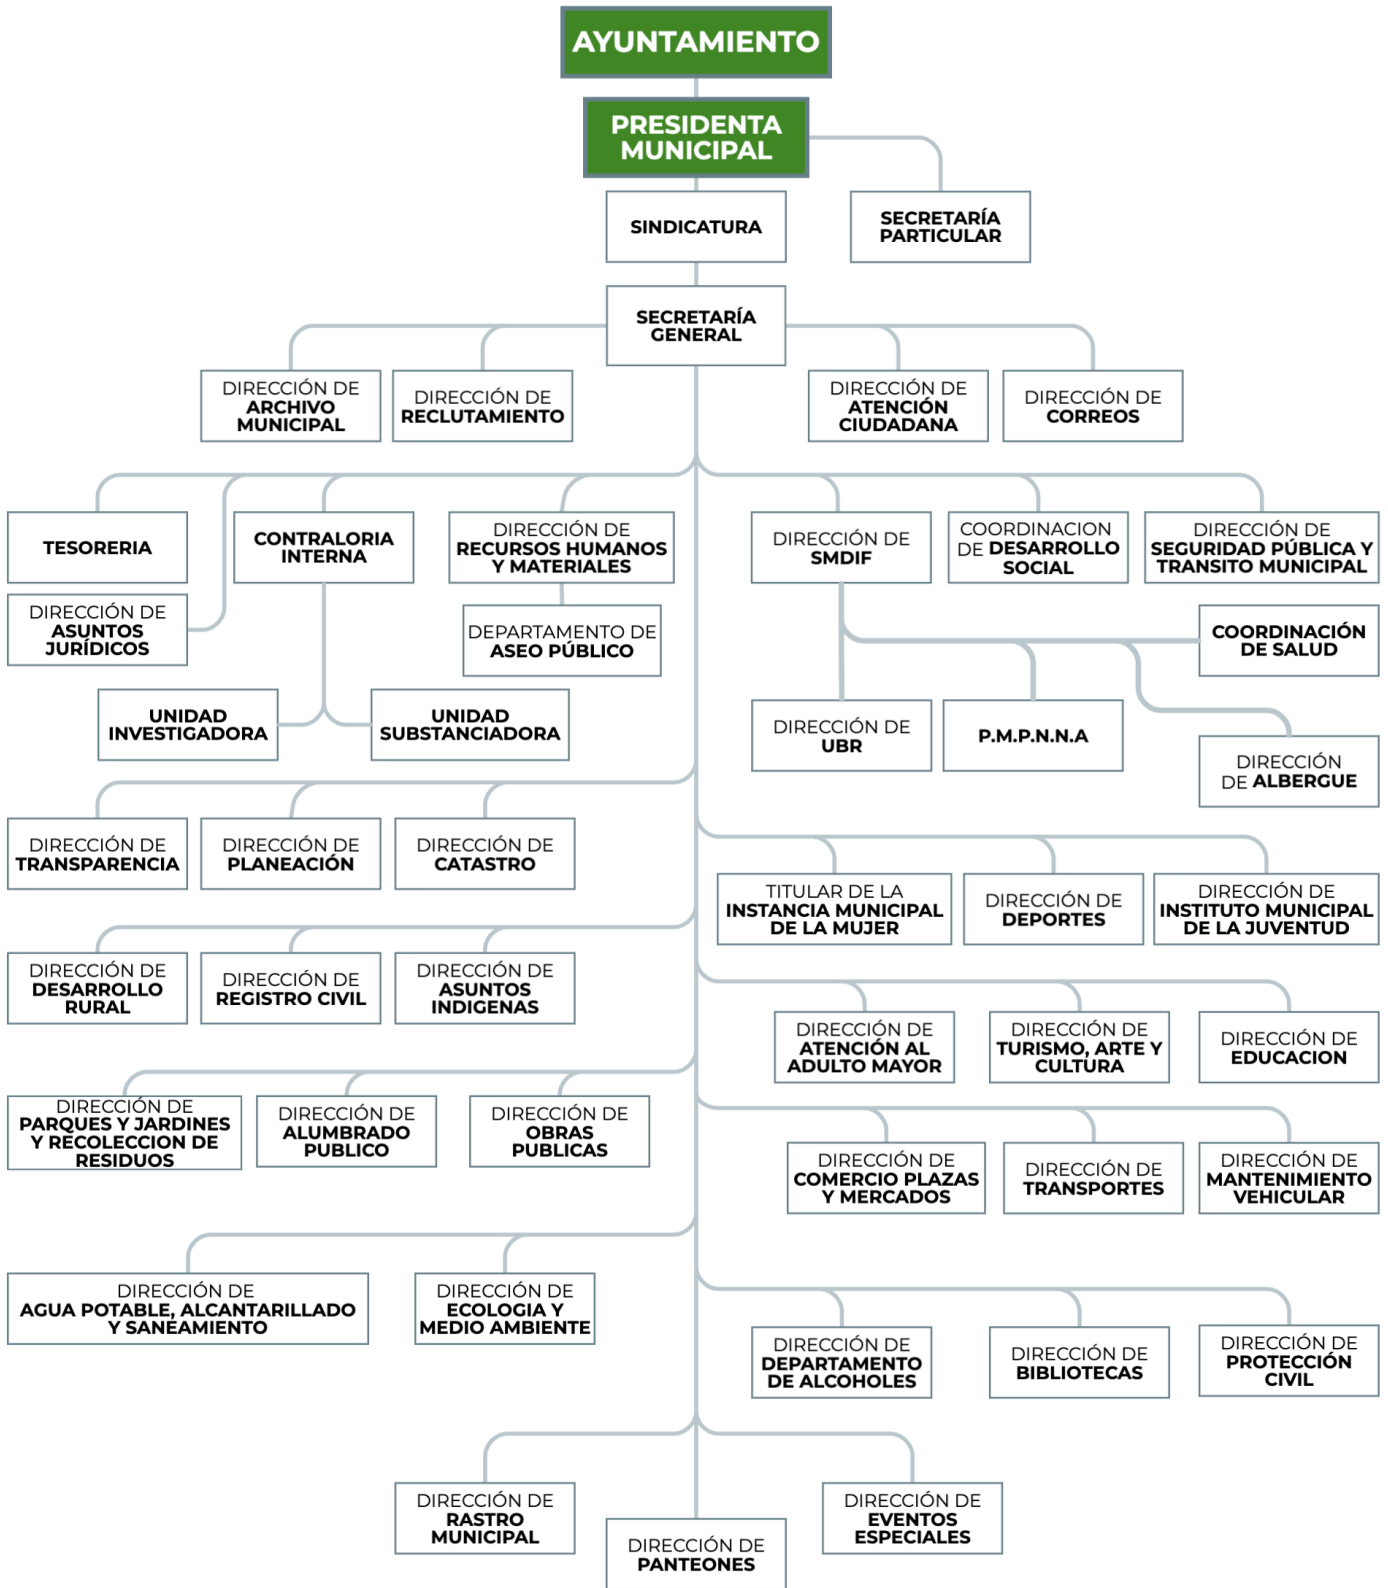 AYUNTAMIENTO
PRESIDENTA
MUNICIPAL
SINDICATURA
SECRETARÍA
PARTICULAR
SECRETARÍA
GENERAL
DIRECCIÓN DE
ARCHIVO
MUNICIPAL
DIRECCIÓN DE
RECLUTAMIENTO
DIRECCIÓN DE
ATENCIÓN
CIUDADANA
DIRECCIÓN DE
CORREOS
TESORERIA
CONTRALORIA
INTERNA
DIRECCIÓN DE
RECURSOS HUMANOS
Y MATERIALES
DIRECCIÓN DE
SMDIF
COORDINACION
DE DESARROLLO
SOCIAL
DIRECCIÓN DE
SEGURIDAD PÚBLICA Y
TRANSITO MUNICIPAL
DIRECCIÓN DE
ASUNTOS
JURÍDICOS
DEPARTAMENTO DE
ASEO PÚBLICO
COORDINACIÓN
DE SALUD
UNIDAD
INVESTIGADORA
UNIDAD
SUBSTANCIADORA
DIRECCIÓN DE
UBR
P.M.P.N.N.A
DIRECCIÓN
DE ALBERGUE
DIRECCIÓN DE
TRANSPARENCIA
DIRECCIÓN DE
PLANEACIÓN
DIRECCIÓN DE
CATASTRO
TITULAR DE LA
INSTANCIA MUNICIPAL
DE LA MUJER
DIRECCIÓN DE
DEPORTES
DIRECCIÓN DE
INSTITUTO MUNICIPAL
DE LA JUVENTUD
DIRECCIÓN DE
DESARROLLO
RURAL
DIRECCIÓN DE
REGISTRO CIVIL
DIRECCIÓN DE
ASUNTOS
INDIGENAS
DIRECCIÓN DE
ATENCIÓN AL
ADULTO MAYOR
DIRECCIÓN DE
TURISMO, ARTE Y
CULTURA
DIRECCIÓN DE
EDUCACION
DIRECCIÓN DE
PARQUES Y JARDINES
Y RECOLECCION DE
RESIDUOS
DIRECCIÓN DE
ALUMBRADO
PUBLICO
DIRECCIÓN DE
OBRAS
PUBLICAS
DIRECCIÓN DE
COMERCIO PLAZAS
Y MERCADOS
DIRECCIÓN DE
TRANSPORTES
DIRECCIÓN DE
MANTENIMIENTO
VEHICULAR
DIRECCIÓN DE
AGUA POTABLE, ALCANTARILLADO
Y SANEAMIENTO
DIRECCIÓN DE
ECOLOGIA Y
MEDIO AMBIENTE
DIRECCIÓN DE
DEPARTAMENTO
DE ALCOHOLES
DIRECCIÓN DE
BIBLIOTECAS
DIRECCIÓN DE
PROTECCIÓN
CIVIL
DIRECCIÓN DE
RASTRO
MUNICIPAL
DIRECCIÓN DE
PANTEONES
DIRECCIÓN DE
EVENTOS
ESPECIALES